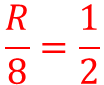 R/8 = 1/2